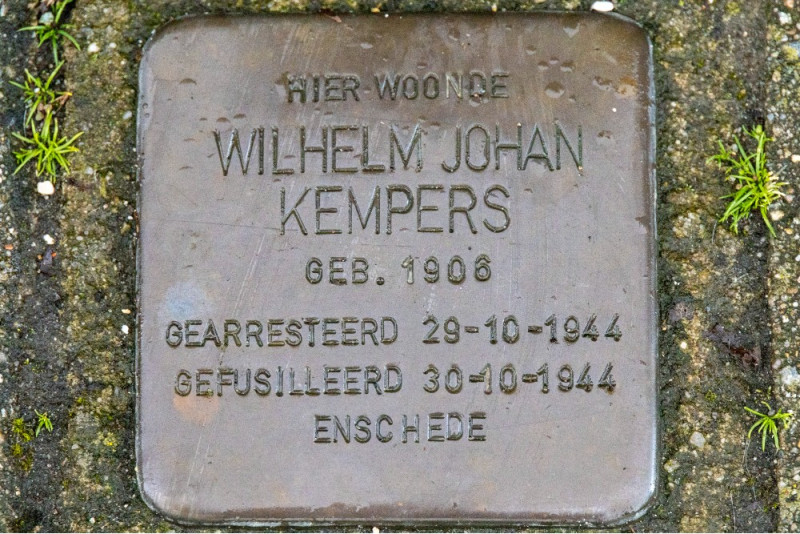 HIER WOONDE
WILHELM JOHAN
KEMPERS
GEB. 1906
GEARRESTEERD 29-10-1944
GEFUSILLEERD 30-10-1944
ENSCHEDE